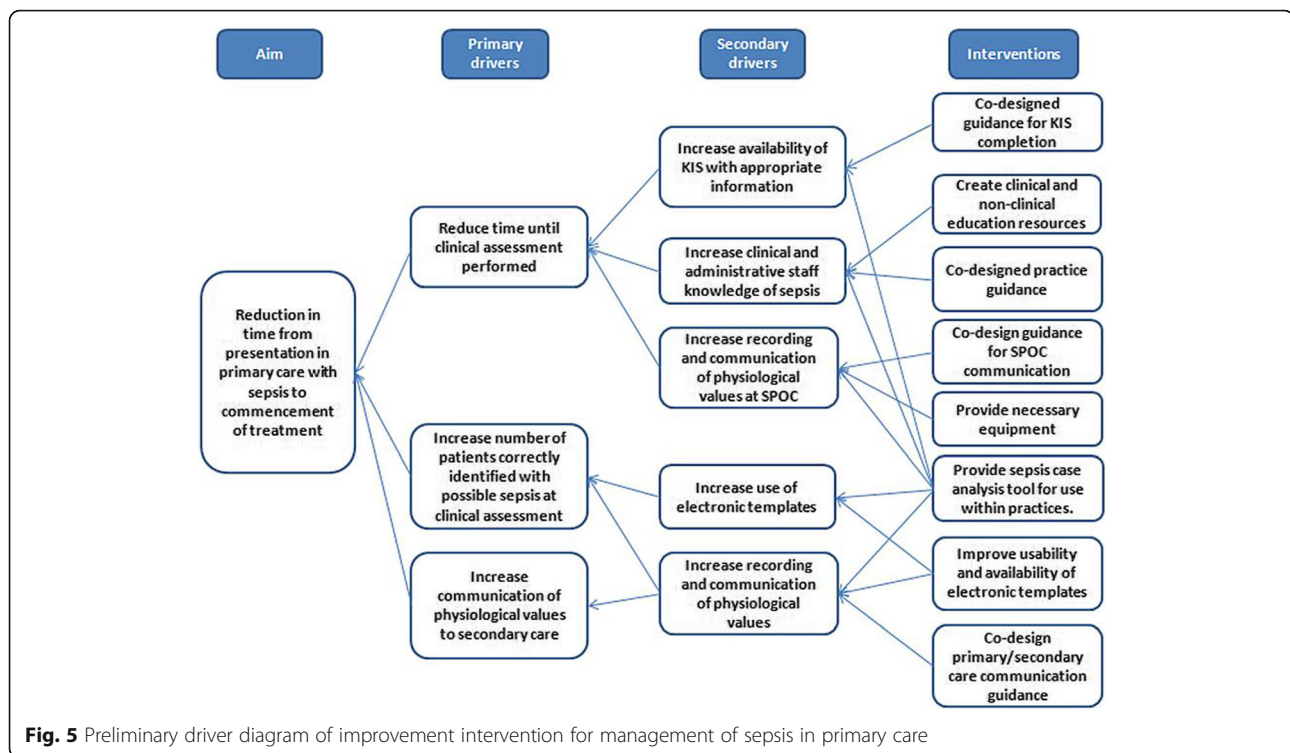 Aim
Primary
drivers
Secondary
drivers
Interventions
Reduction in
time from
presentation in
primary care with
sepsis to
commencement
of treatment
Reduce time until
clinical assessment
performed
Increase number of
patients correctly
identified with
possible sepsis at
clinical assessment
Increase
communication of
physiological values
to secondary care
Increase availability of
KIS with appropriate
information
Increase clinical and
administrative staff
knowledge of sepsis
Increase recording
and communication
of physiological
values at SPOC
Increase use of
electronic templates
Increase recording
and communication
of physiological
values
Co-designed
guidance for KIS
completion
Create clinical and
non-clinical
education resources
Co-designed practice
guidance
Co-design guidance
for SPOC
communication
Provide necessary
equipment
Provide sepsis case
analysis tool for use
within practices.
Improve usability
and availability of
electronic templates
Co-design
primary/secondary
care communication
guidance
Fig. 5 Preliminary driver diagram of improvement intervention for management of sepsis in primary care